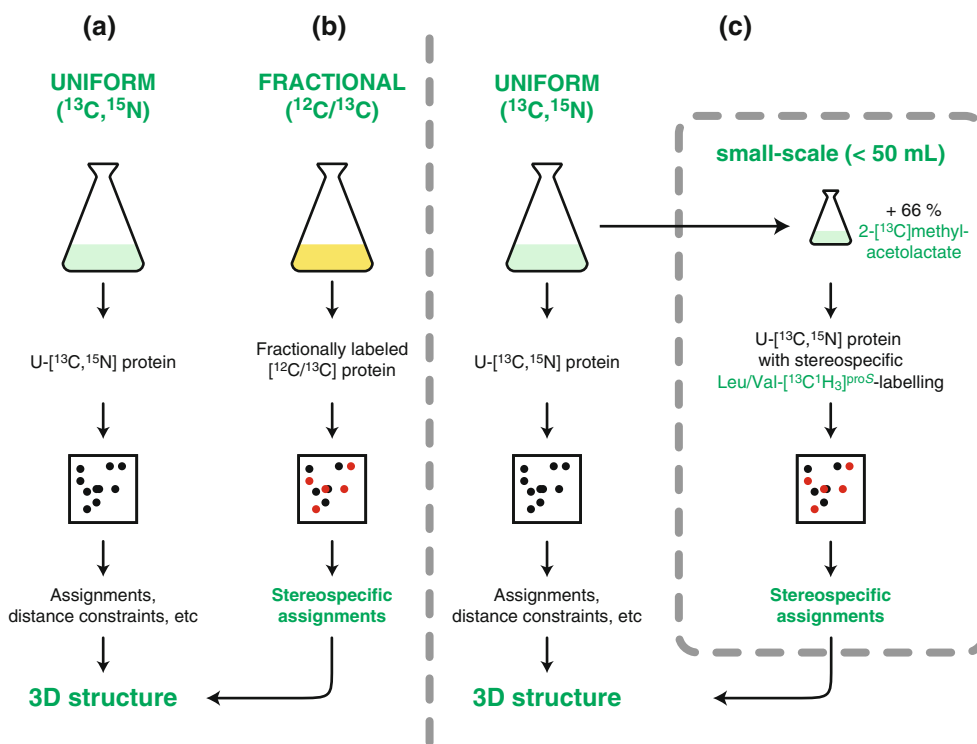 (a)
UNIFORM
(¹³C,¹⁵N)
U-[¹³C,¹⁵N] protein
Assignments,
distance constraints, etc
3D structure
(b)
FRACTIONAL
(¹²C/¹³C)
Fractionally labeled
[¹²C/¹³C] protein
Stereospecific
assignments
(c)
UNIFORM
(¹³C,¹⁵N)
U-[¹³C,¹⁵N] protein
Assignments,
distance constraints, etc
3D structure
small-scale (< 50 mL)
+ 66 %
2-[¹³C]methyl-
acetolactate
U-[¹³C,¹⁵N] protein
with stereospecific
Leu/Val-[¹³C¹H₃]ᵖʳᵒS-labelling
Stereospecific
assignments